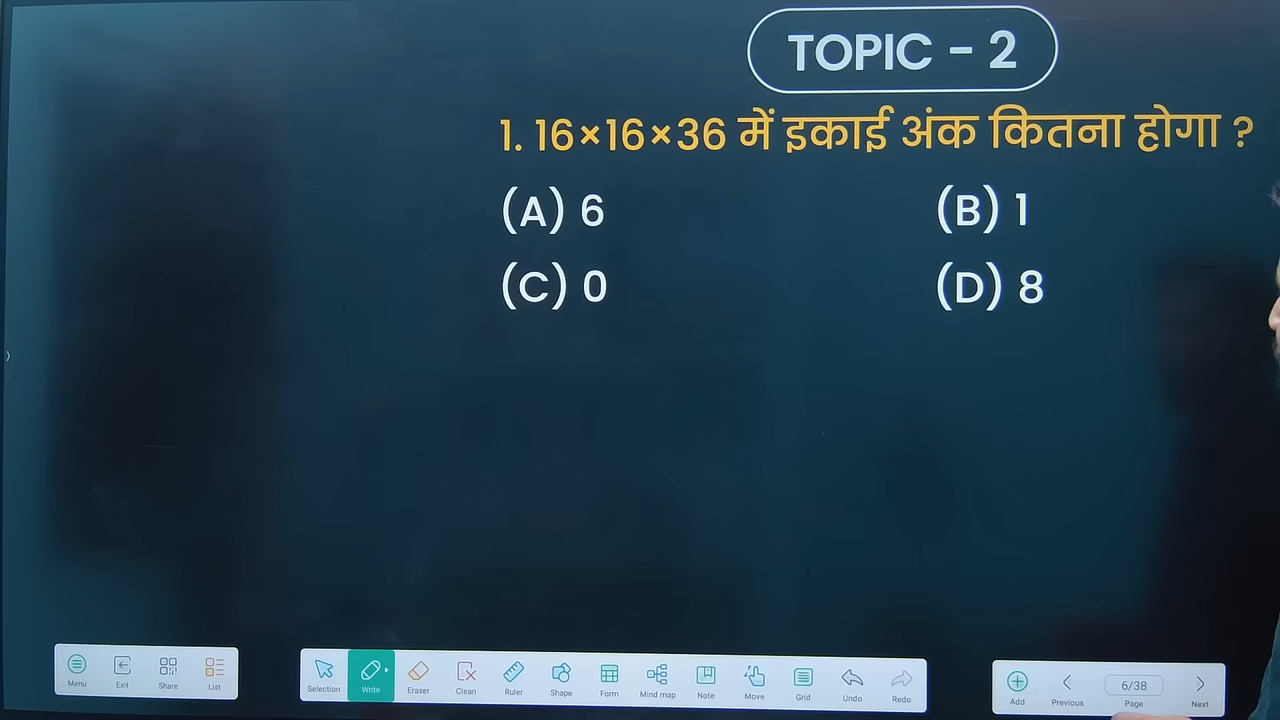 TOPIC - 2
1. 16×16×36 में इकाई अंक कितना होगा ?
(A) 6 (B) 1
(C) 0 (D) 8
Menu Exit Share List Selection Write Eraser Clean Ruler Shape Form Mind map Note Move Grid Undo Redo Add Previous 6/38 Page Next